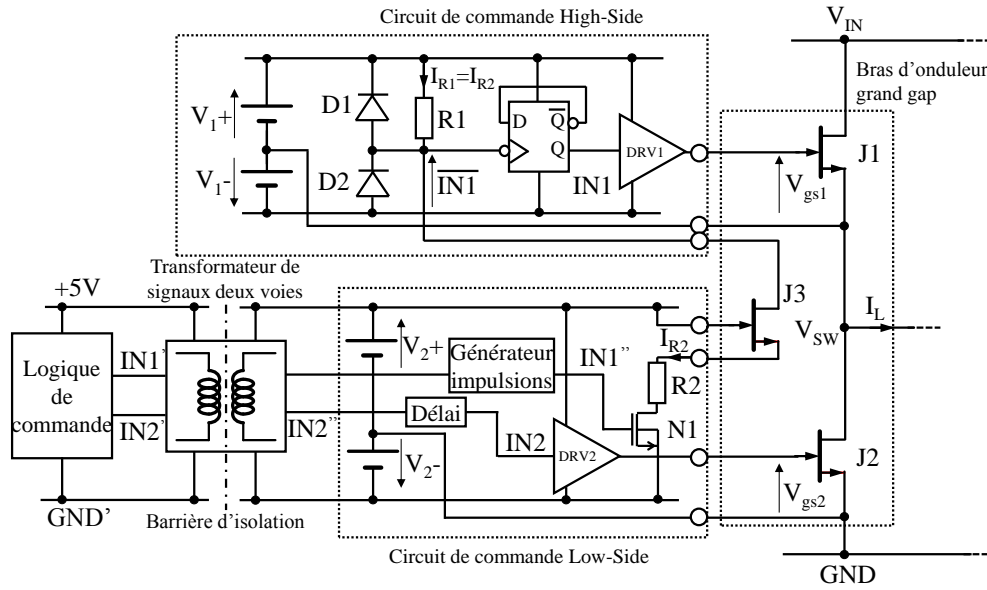 Circuit de commande High-Side
V_IN
I_R1=I_R2
Bras d'onduleur
grand gap
D1
R1
V_1+
D
Q̅
Q
DRV1
J1
V_1-
D2
I̅N̅1̅
IN1
V_gs1
Transformateur de
signaux deux voies
+5V
J3
V_SW
I_L
V_2+
Générateur
impulsions
IN1''
I_R2
R2
Logique
de
commande
IN1'
IN2'
IN2''
Délai
IN2
N1
DRV2
J2
V_2-
V_gs2
GND'
Barrière d'isolation
Circuit de commande Low-Side
GND